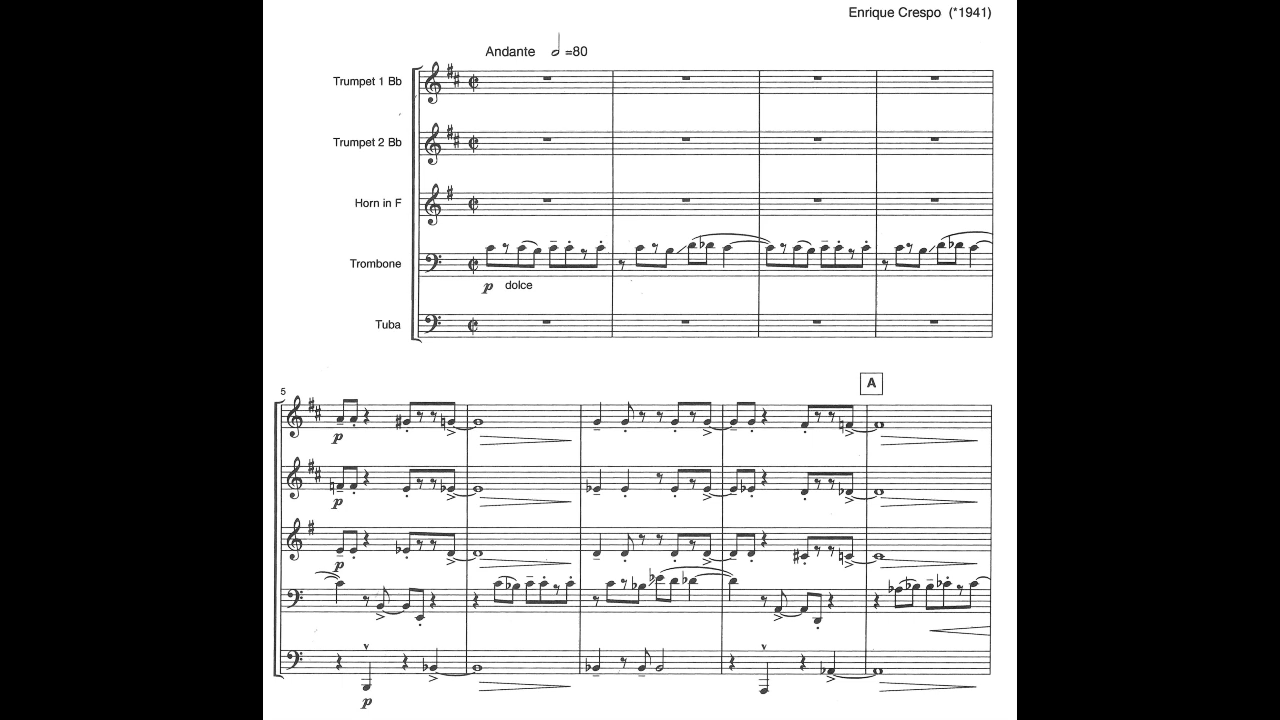 Enrique Crespo (*1941)
Andante =80
Trumpet 1 Bb
Trumpet 2 Bb
Horn in F
Trombone
p dolce
Tuba
5
A
p
p
p
p